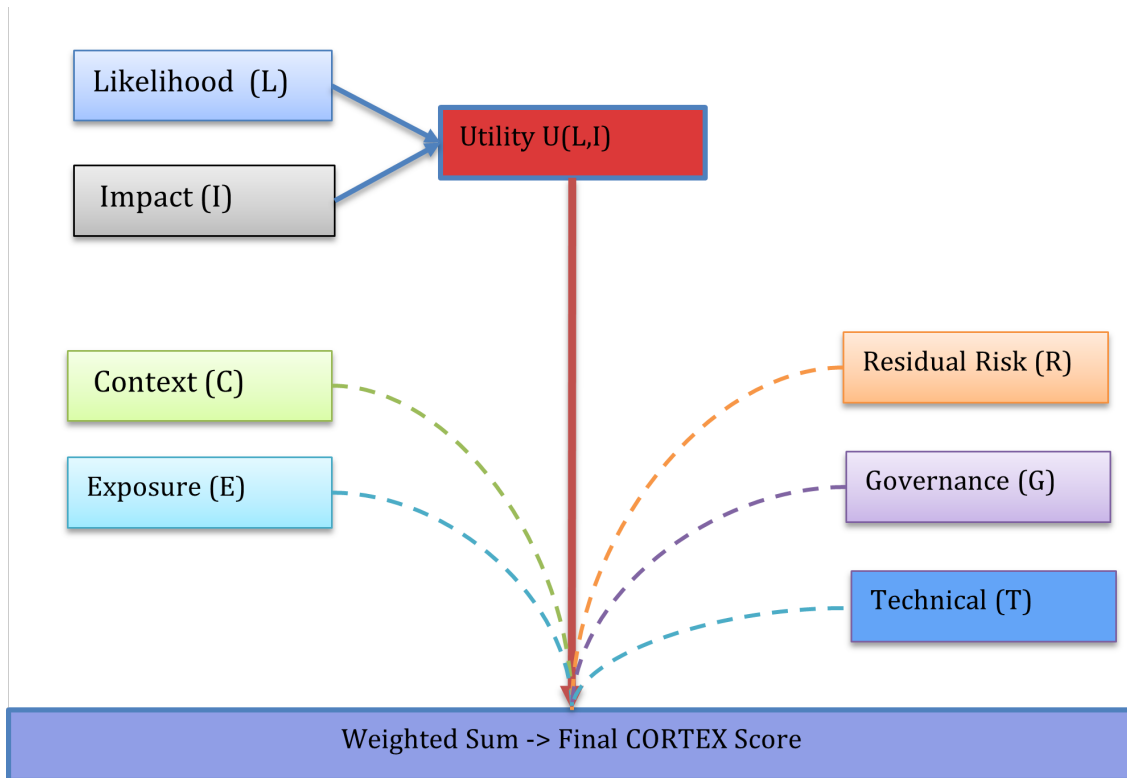 Likelihood  (L)
Utility U(L,I)
Impact (I)
Residual Risk (R)
Context (C)
Governance (G)
Exposure (E)
Technical (T)
Weighted Sum -> Final CORTEX Score